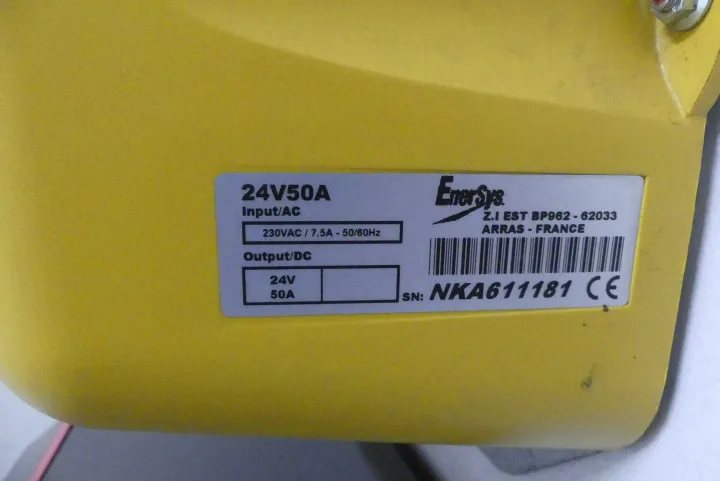 24V50A
Input/AC
230VAC / 7.5A - 50/60Hz
Output/DC
24V
50A
EnerSys.
Z.I EST BP962 - 62033
ARRAS - FRANCE
SN: NKA611181 CE